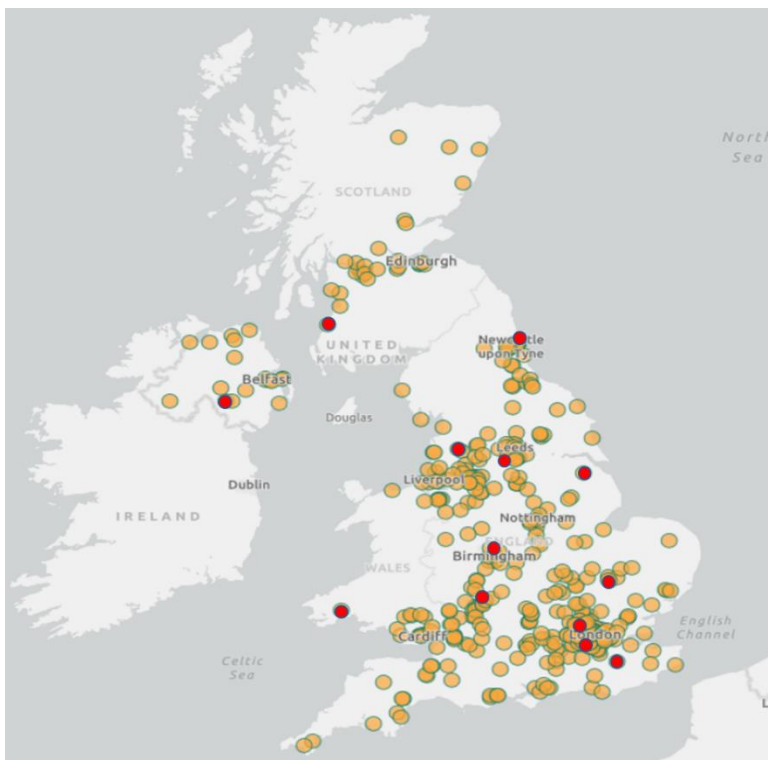 North
Sea
SCOTLAND
Edinburgh
UNITED
KINGDOM
Newcastle
upon Tyne
Belfast
Douglas
Leeds
Liverpool
Dublin
IRELAND
Nottingham
ENGLAND
Birmingham
WALES
English
Channel
Cardiff
London
Celtic
Sea
L